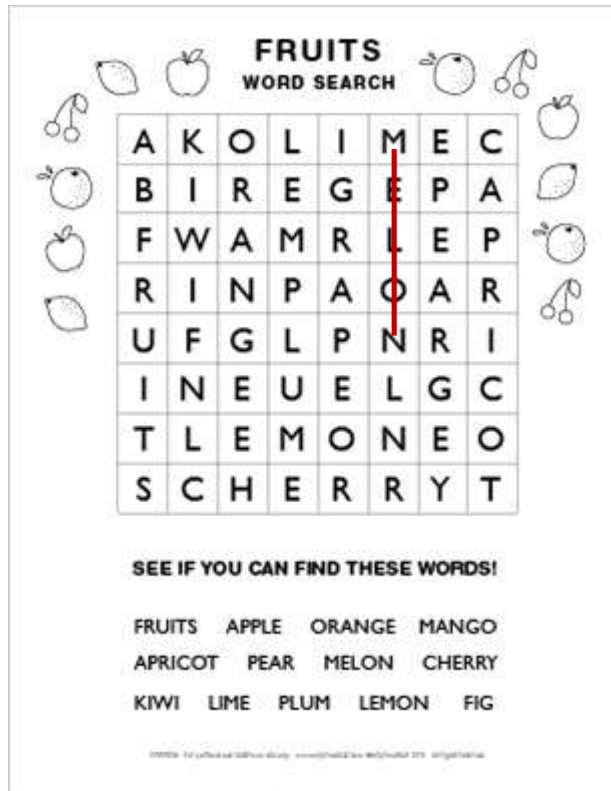 FRUITS
WORD SEARCH
A K O L I M E C
B I R E G E P A
F W A M R L E P
R I N P A O A R
U F G L P N R I
I N E U E L G C
T L E M O N E O
S C H E R R Y T
SEE IF YOU CAN FIND THESE WORDS!
FRUITS APPLE ORANGE MANGO
APRICOT PEAR MELON CHERRY
KIWI LIME PLUM LEMON FIG